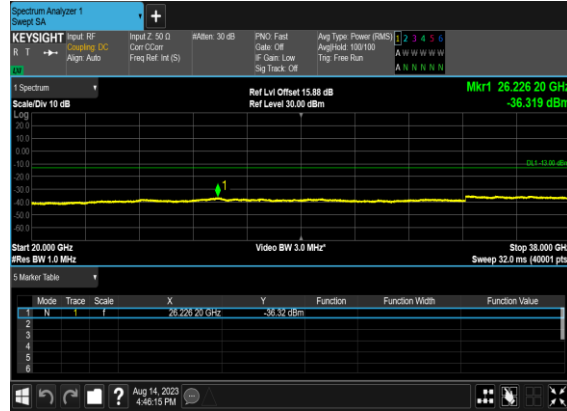 Spectrum Analyzer 1
Swept SA
+
KEYSIGHT Input: RF Input Z: 50 Ω #Atten: 30 dB PNO: Fast Avg Type: Power (RMS) 1 2 3 4 5 6
R T Coupling: DC Corr CCorr Gate: Off Avg|Hold: 100/100 A W W W W W
Align: Auto Freq Ref: Int (S) IF Gain: Low Trig: Free Run
LW Sig Track: Off A N N N N N
1 Spectrum Ref Lvl Offset 15.88 dB Mkr1 26.226 20 GHz
Scale/Div 10 dB Ref Level 30.00 dBm -36.319 dBm
Log
20.0
10.0
0.00
-10.0 DL1 -13.00 dBm
-20.0
-30.0 1
-40.0
-50.0
-60.0
Start 20.000 GHz Video BW 3.0 MHz* Stop 38.000 GHz
#Res BW 1.0 MHz Sweep 32.0 ms (40001 pts)
5 Marker Table
Mode Trace Scale X Y Function Function Width Function Value
1 N 1 f 26.226 20 GHz -36.32 dBm
2
3
4
5
6
? Aug 14, 2023
4:46:15 PM